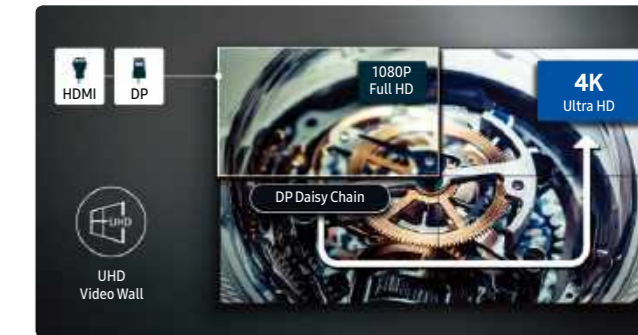 HDMI
DP
1080P
Full HD
4K
Ultra HD
DP Daisy Chain
UHD
UHD
Video Wall